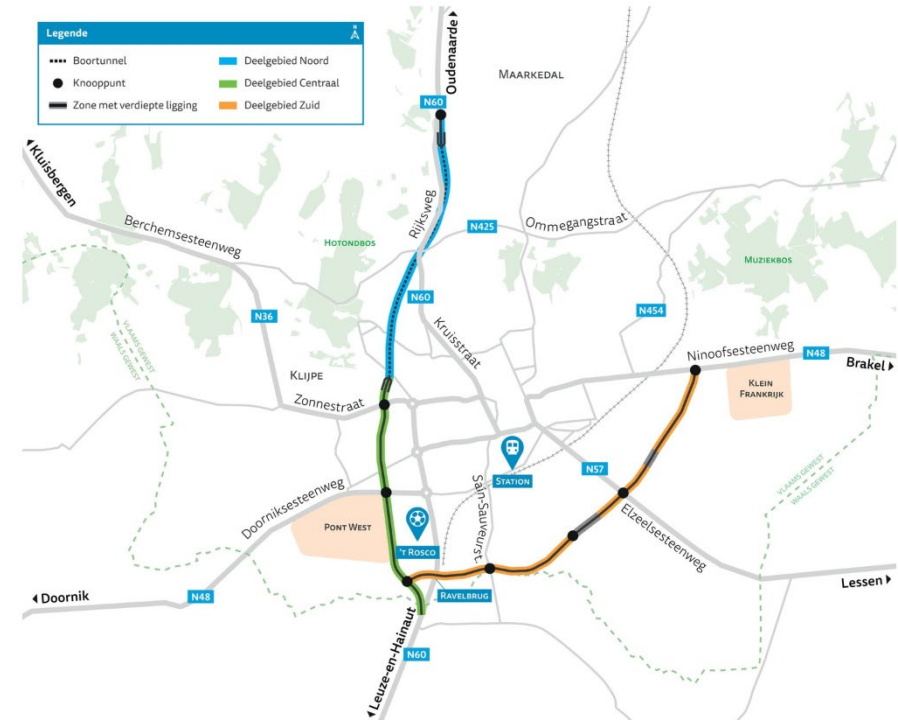 Legende
N
Boortunnel
Knooppunt
Zone met verdiepte ligging
Deelgebied Noord
Deelgebied Centraal
Deelgebied Zuid
Oudenaarde
N60
Maarkedal
Kluisbergen
Berchemsesteenweg
Hotondbos
Rijksweg
N425
Ommegangstraat
Muziekbos
N60
N36
Kruisstraat
N454
VLAAMS GEWEST
WAALS GEWEST
Ninoofsesteenweg
N48
Brakel
Klijpe
Zonnestraat
Klein
Frankrijk
Station
N57
VLAAMS GEWEST
WAALS GEWEST
Doorniksesteenweg
Sain-Sauveurst.
Elzeelsesteenweg
Pont West
't Rosco
Ravelbrug
Lessen
Doornik
N48
Leuze-en-Hainaut
N60